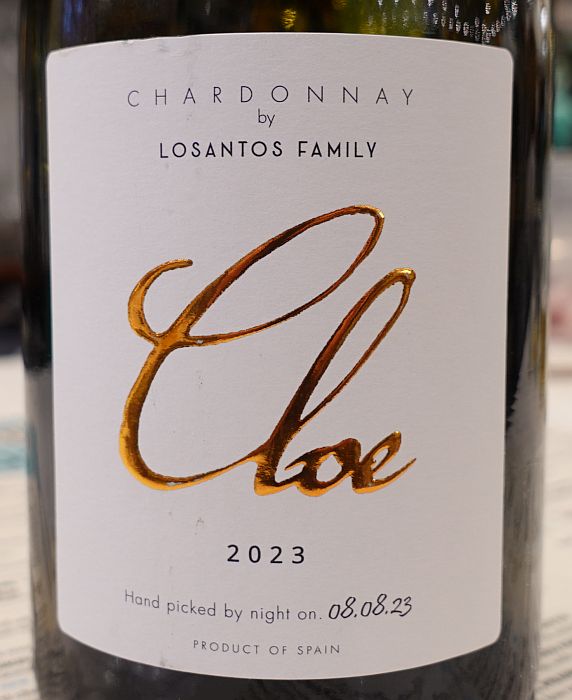 CHARDONNAY
by
LOSANTOS FAMILY
Cloe
2023
Hand picked by night on. 08.08.23
PRODUCT OF SPAIN